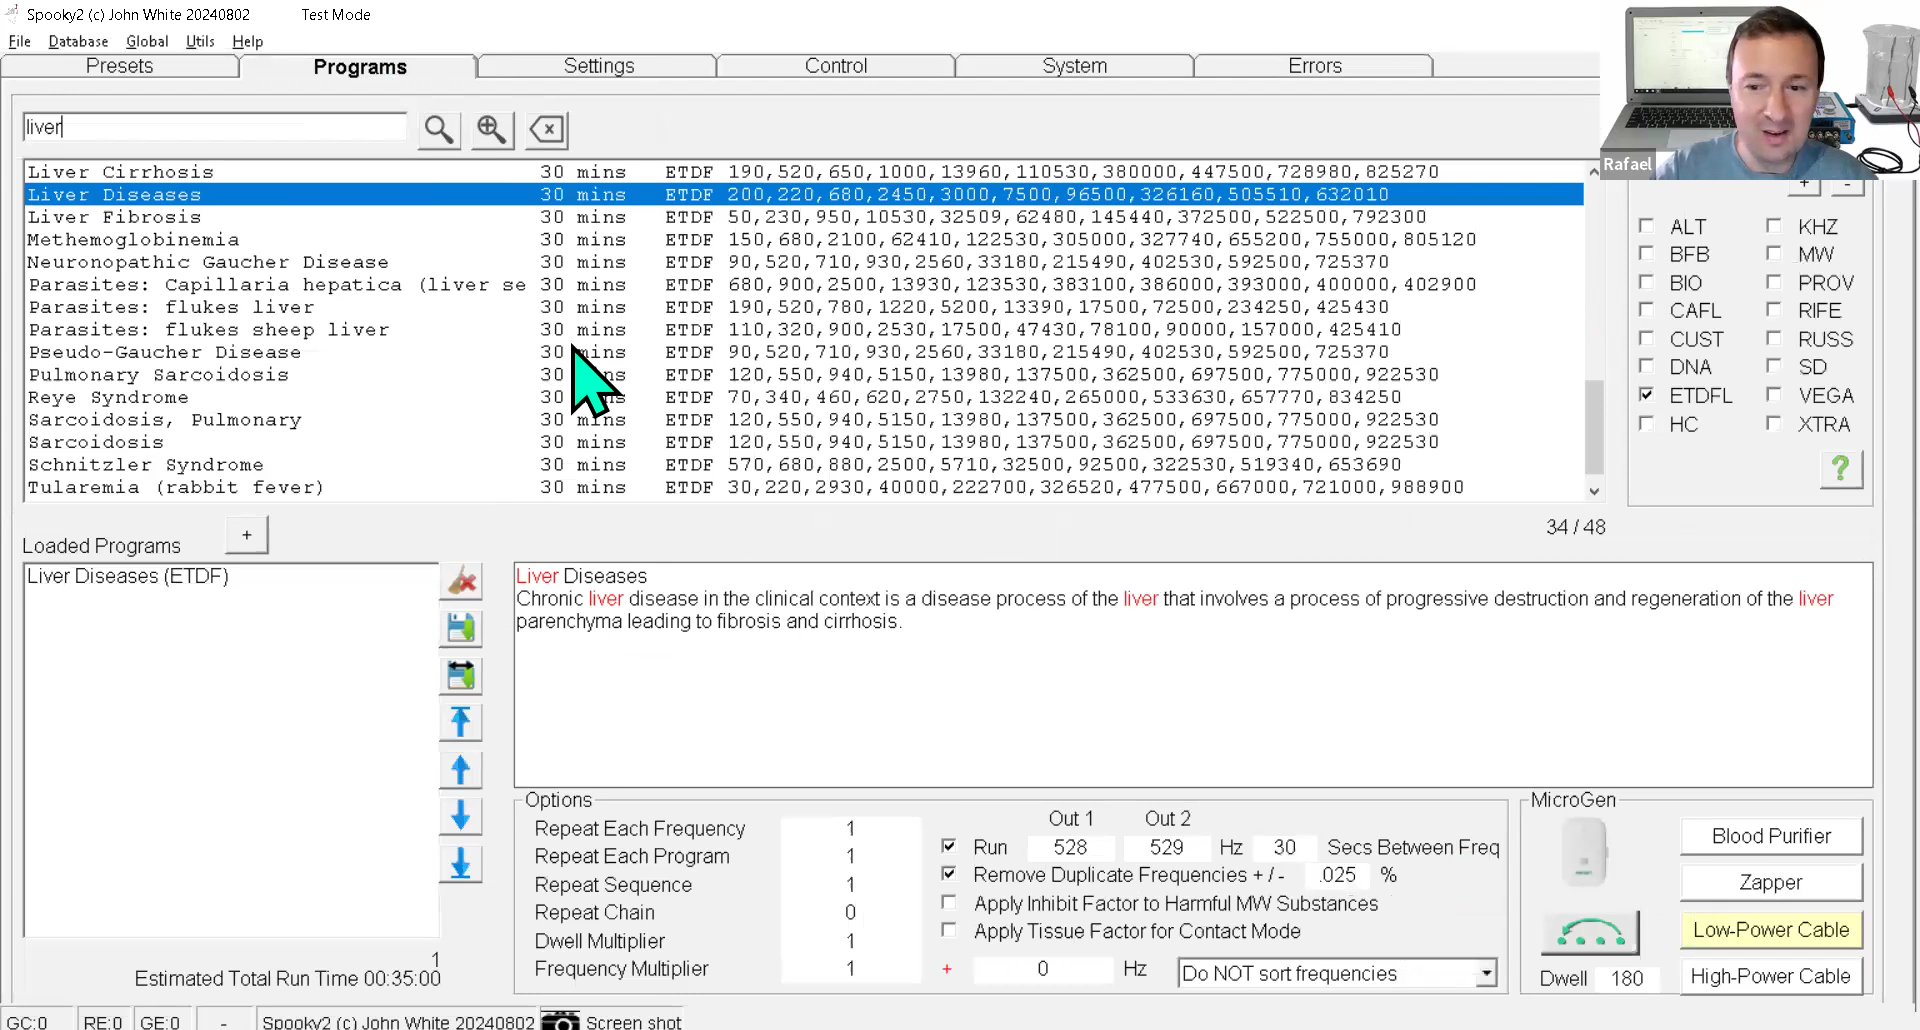 Spooky2 (c) John White 20240802 Test Mode
File Database Global Utils Help
Presets Programs Settings Control System Errors
liver
Rafael
Liver Cirrhosis 30 mins ETDF 190,520,650,1000,13960,110530,380000,447500,728980,825270
Liver Diseases 30 mins ETDF 200,220,680,2450,3000,7500,96500,326160,505510,632010
Liver Fibrosis 30 mins ETDF 50,230,950,10530,32509,62480,145440,372500,522500,792300
Methemoglobinemia 30 mins ETDF 150,680,2100,62410,122530,305000,327740,655200,755000,805120
Neuronopathic Gaucher Disease 30 mins ETDF 90,520,710,930,2560,33180,215490,402530,592500,725370
Parasites: Capillaria hepatica (liver se 30 mins ETDF 680,900,2500,13930,123530,383100,386000,393000,400000,402900
Parasites: flukes liver 30 mins ETDF 190,520,780,1220,5200,13390,17500,72500,234250,425430
Parasites: flukes sheep liver 30 mins ETDF 110,320,900,2530,17500,47430,78100,90000,157000,425410
Pseudo-Gaucher Disease 30 mins ETDF 90,520,710,930,2560,33180,215490,402530,592500,725370
Pulmonary Sarcoidosis 30 ETDF 120,550,940,5150,13980,137500,362500,697500,775000,922530
Reye Syndrome 30 ETDF 70,340,460,620,2750,132240,265000,533630,657770,834250
Sarcoidosis, Pulmonary 30 mins ETDF 120,550,940,5150,13980,137500,362500,697500,775000,922530
Sarcoidosis 30 mins ETDF 120,550,940,5150,13980,137500,362500,697500,775000,922530
Schnitzler Syndrome 30 mins ETDF 570,680,880,2500,5710,32500,92500,322530,519340,653690
Tularemia (rabbit fever) 30 mins ETDF 30,220,2930,40000,222700,326520,477500,667000,721000,988900
+ -
ALT KHZ
BFB MW
BIO PROV
CAFL RIFE
CUST RUSS
DNA SD
ETDFL VEGA
HC XTRA
?
34 / 48
Loaded Programs +
Liver Diseases (ETDF)
1
Estimated Total Run Time 00:35:00
Liver Diseases
Chronic liver disease in the clinical context is a disease process of the liver that involves a process of progressive destruction and regeneration of the liver
parenchyma leading to fibrosis and cirrhosis.
Options
Repeat Each Frequency 1
Repeat Each Program 1
Repeat Sequence 1
Repeat Chain 0
Dwell Multiplier 1
Frequency Multiplier 1
Out 1 Out 2
Run 528 529 Hz 30 Secs Between Freq
Remove Duplicate Frequencies + / - .025 %
Apply Inhibit Factor to Harmful MW Substances
Apply Tissue Factor for Contact Mode
+ 0 Hz Do NOT sort frequencies
MicroGen
Blood Purifier
Zapper
Low-Power Cable
High-Power Cable
Dwell 180
GC:0 RE:0 GE:0 - Spooky2 (c) John White 20240802 Screen shot